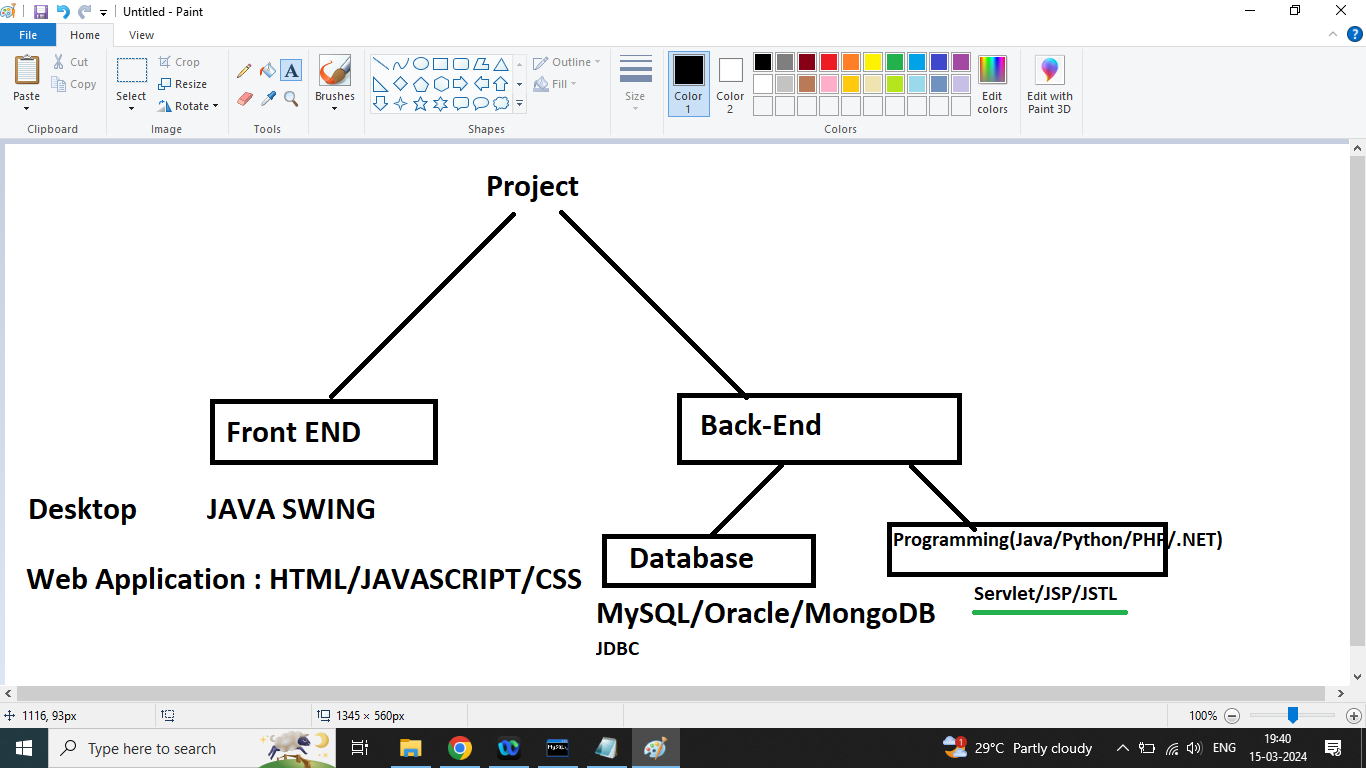 Untitled - Paint
File Home View
Paste
Cut
Copy
Clipboard
Select
Crop
Resize
Rotate
Image
A
Tools
Brushes
Shapes
Outline
Fill
Size
Color 1
Color 2
Edit colors
Colors
Edit with Paint 3D
Project
Front END
Back-End
Desktop JAVA SWING
Programming(Java/Python/PHP/.NET)
Database
Web Application : HTML/JAVASCRIPT/CSS
Servlet/JSP/JSTL
MySQL/Oracle/MongoDB
JDBC
1116, 93px 1345 × 560px 100%
Type here to search MySQL 1 29°C Partly cloudy ENG 19:40
15-03-2024